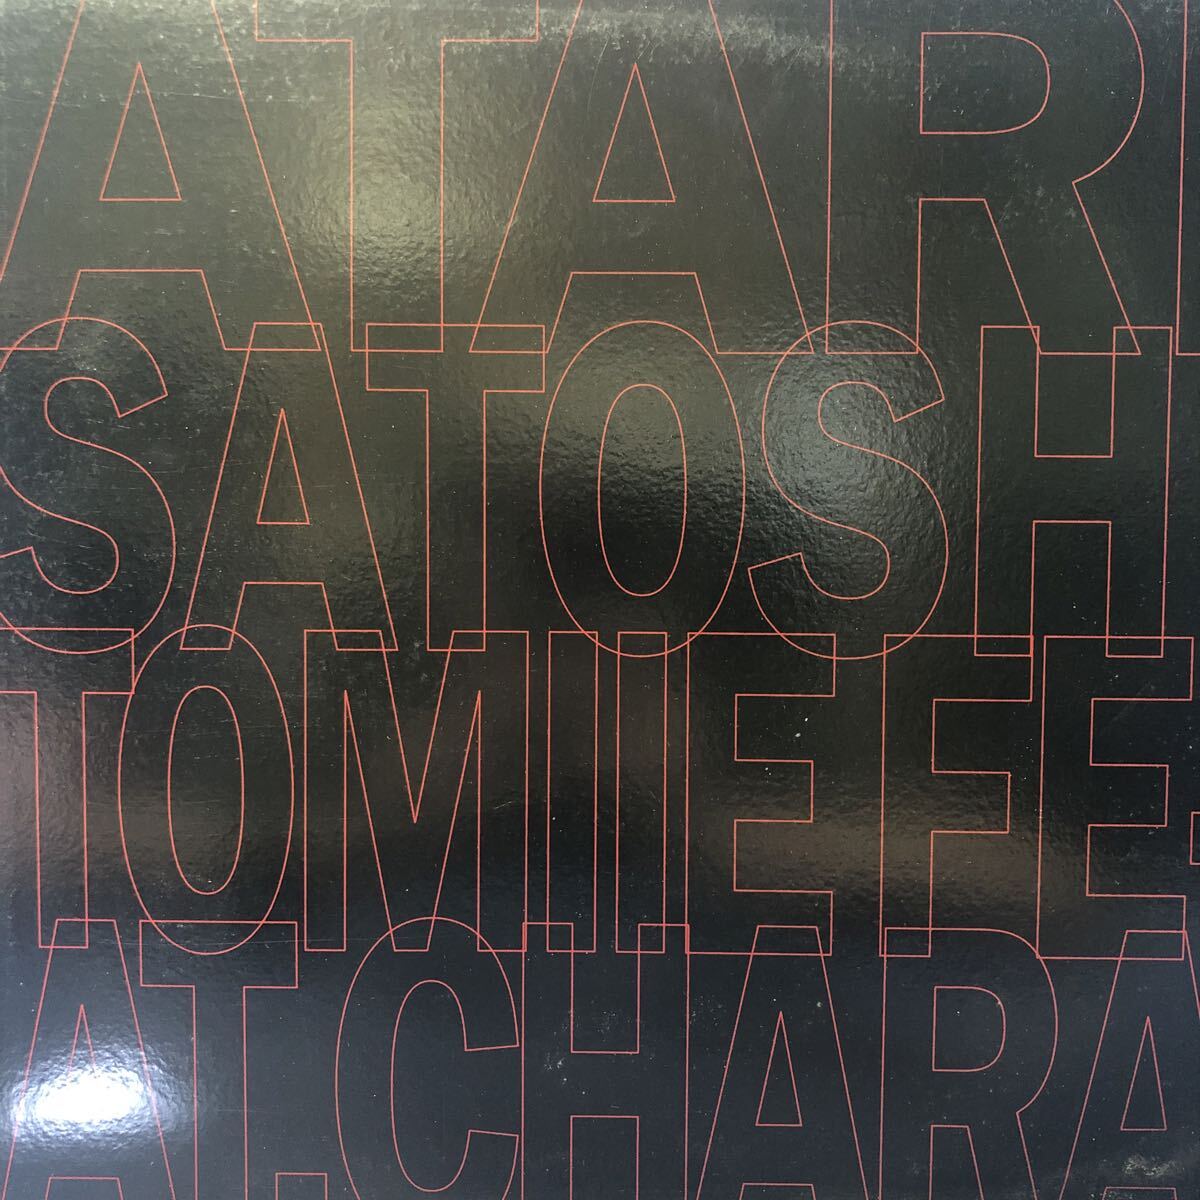 ATARI
SATOSHI
TOMIIE FE
AT.CHARA